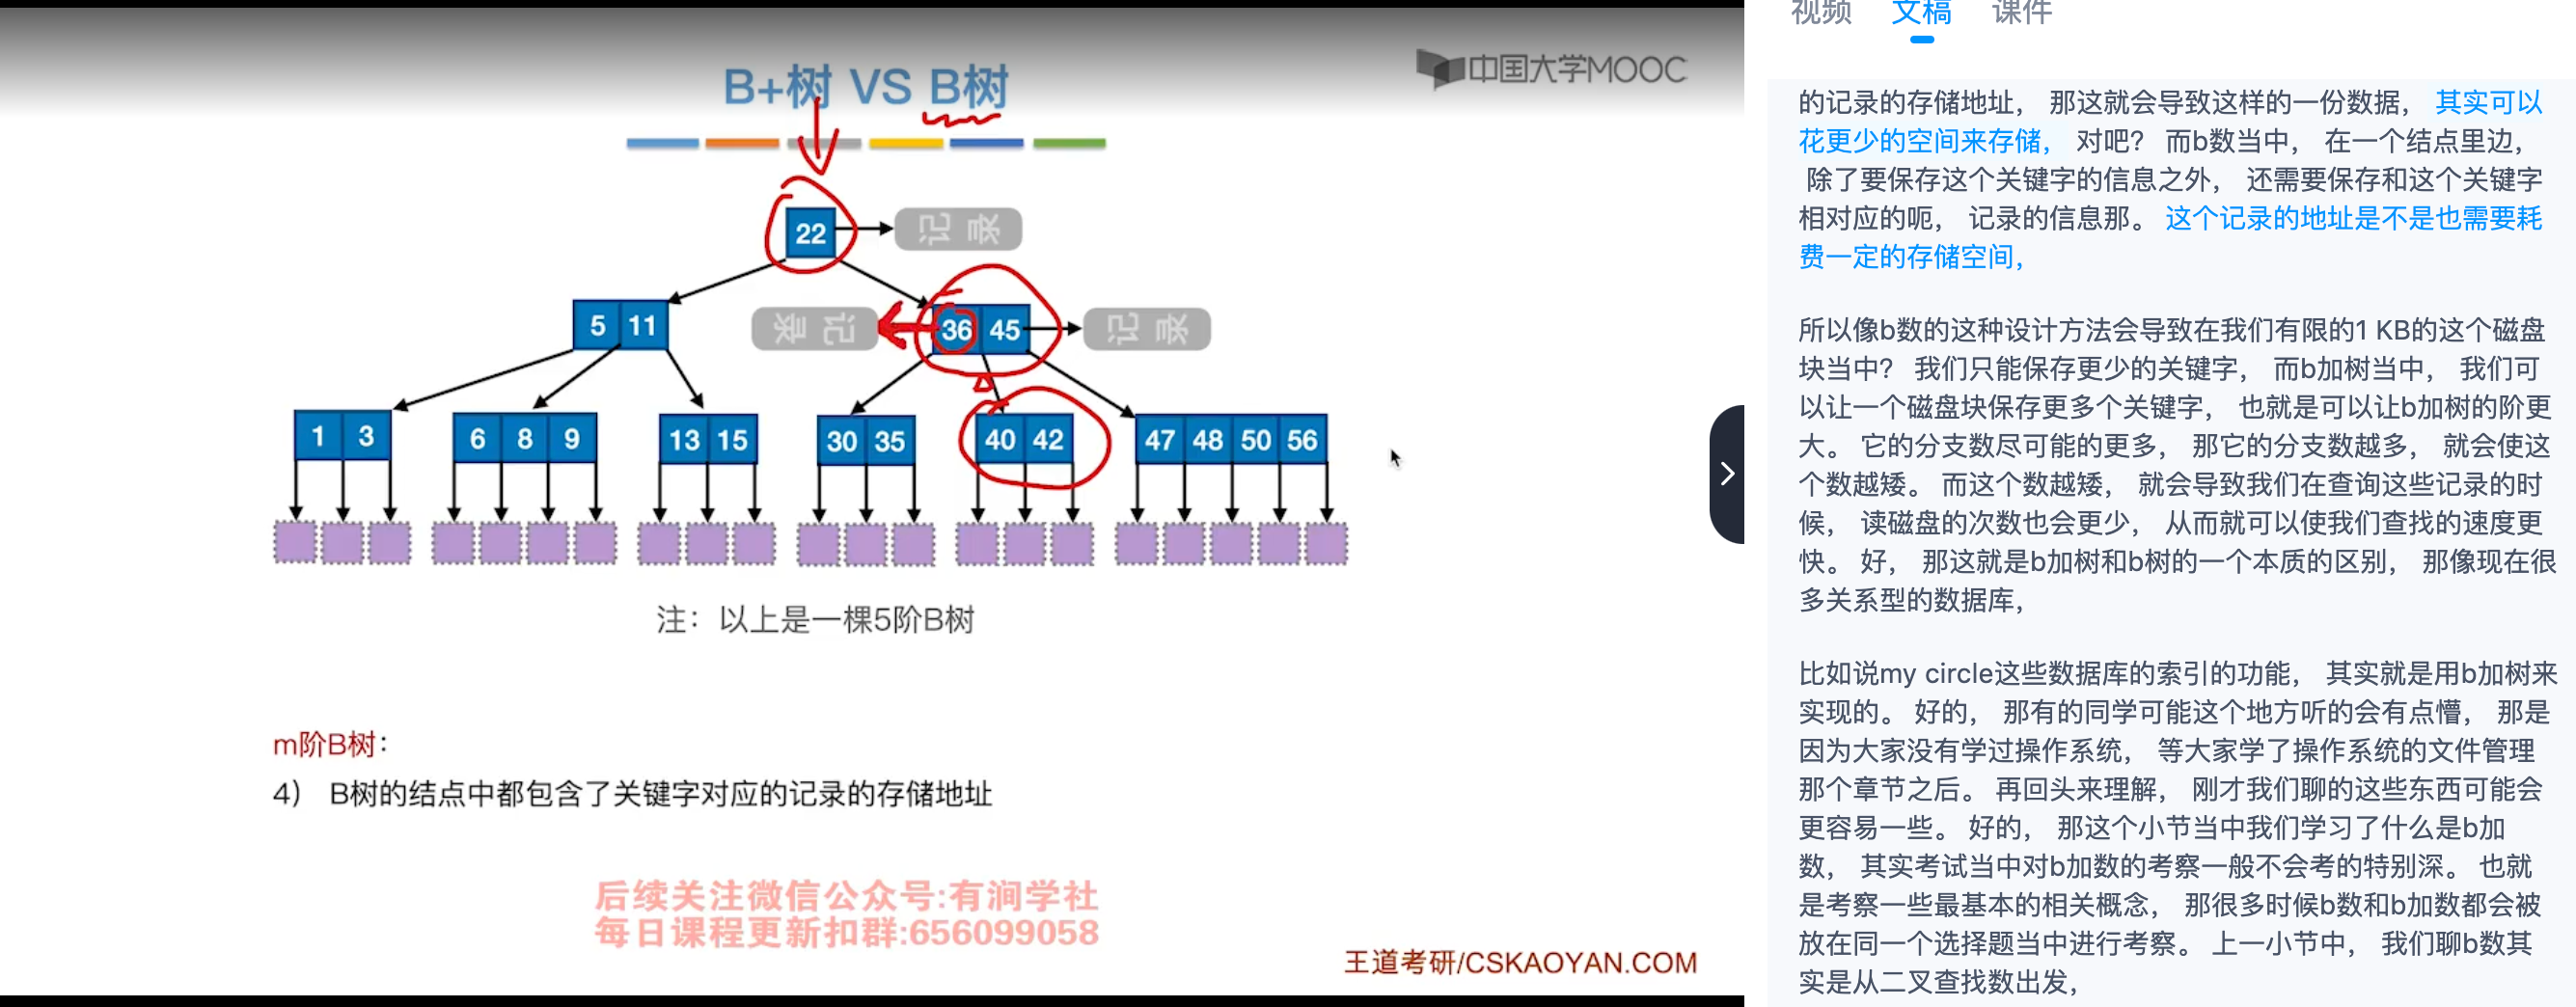 B+树 VS B树
中国大学MOOC
22
记录
5 11
记录
36 45
记录
1 3
6 8 9
13 15
30 35
40 42
47 48 50 56
注：以上是一棵5阶B树
m阶B树：
4） B树的结点中都包含了关键字对应的记录的存储地址
后续关注微信公众号:有涧学社
每日课程更新扣群:656099058
王道考研/CSKAOYAN.COM
视频 文稿 课件
的记录的存储地址， 那这就会导致这样的一份数据， 其实可以
花更少的空间来存储， 对吧？ 而b数当中， 在一个结点里边，
除了要保存这个关键字的信息之外， 还需要保存和这个关键字
相对应的呃， 记录的信息那。 这个记录的地址是不是也需要耗
费一定的存储空间，
所以像b数的这种设计方法会导致在我们有限的1 KB的这个磁盘
块当中？ 我们只能保存更少的关键字， 而b加树当中， 我们可
以让一个磁盘块保存更多个关键字， 也就是可以让b加树的阶更
大。 它的分支数尽可能的更多， 那它的分支数越多， 就会使这
个数越矮。 而这个数越矮， 就会导致我们在查询这些记录的时
候， 读磁盘的次数也会更少， 从而就可以使我们查找的速度更
快。 好， 那这就是b加树和b树的一个本质的区别， 那像现在很
多关系型的数据库，
比如说my circle这些数据库的索引的功能， 其实就是用b加树来
实现的。 好的， 那有的同学可能这个地方听的会有点懵， 那是
因为大家没有学过操作系统， 等大家学了操作系统的文件管理
那个章节之后。 再回头来理解， 刚才我们聊的这些东西可能会
更容易一些。 好的， 那这个小节当中我们学习了什么是b加
数， 其实考试当中对b加数的考察一般不会考的特别深。 也就
是考察一些最基本的相关概念， 那很多时候b数和b加数都会被
放在同一个选择题当中进行考察。 上一小节中， 我们聊b数其
实是从二叉查找数出发，